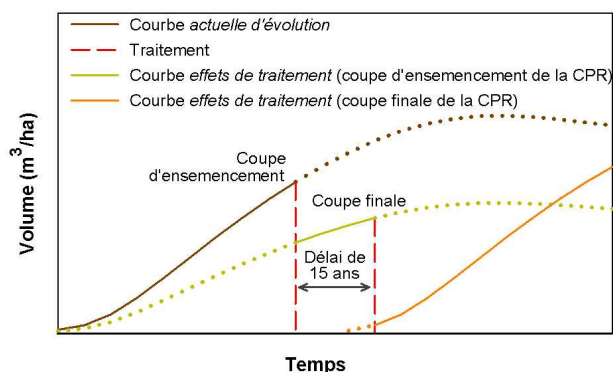 Courbe actuelle d'évolution
Traitement
Courbe effets de traitement (coupe d'ensemencement de la CPR)
Courbe effets de traitement (coupe finale de la CPR)
Volume (m³/ha)
Coupe
d'ensemencement
Coupe finale
Délai de
15 ans
Temps